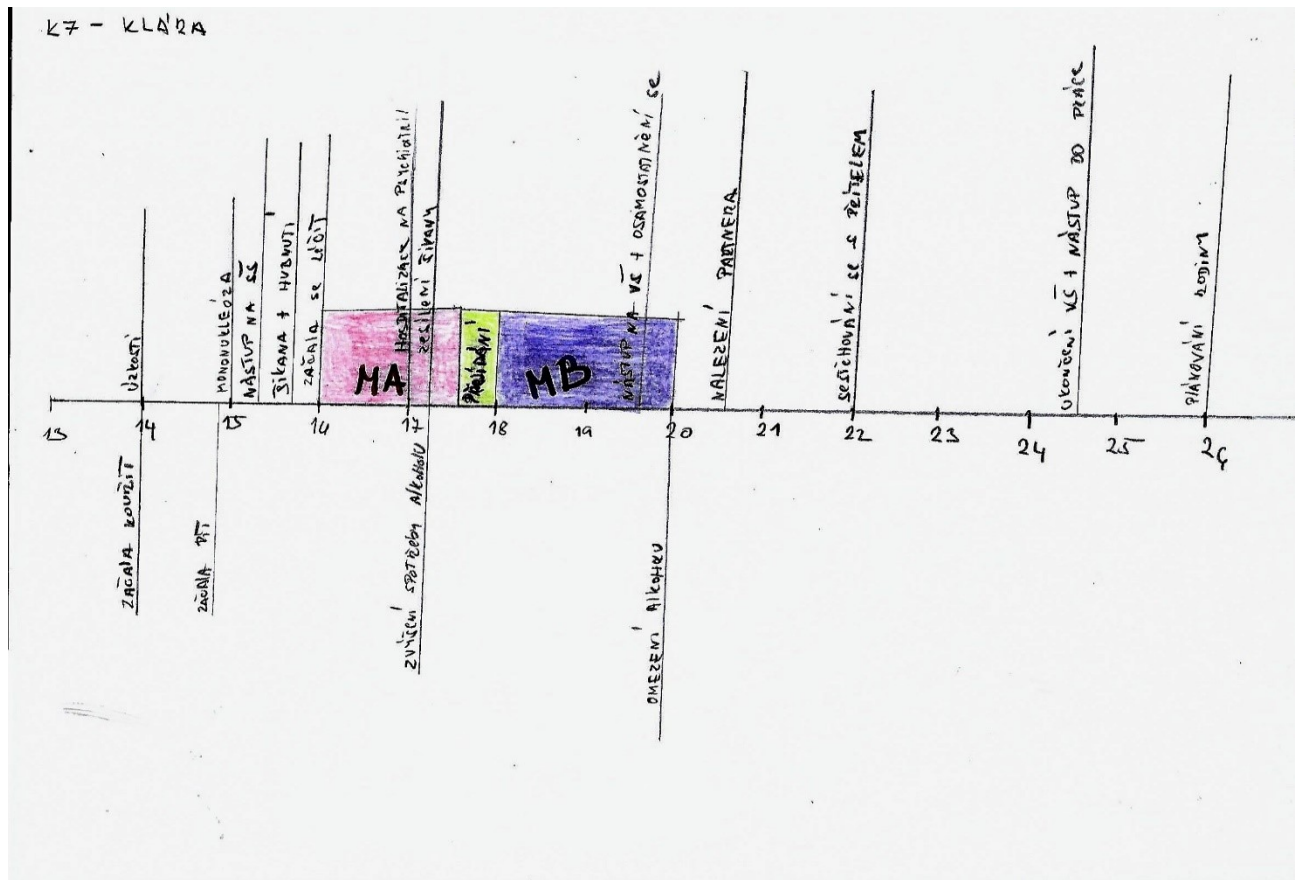 K7 - KLÁRA
ÚZKOSTI
MONONUKLEÓZA
NÁSTUP NA SŠ
ŠIKANA + HUBNUTÍ
ZAČALA SE LÉČIT
HOSPITALIZACE NA PSYCHIATRII
ZESÍLENÍ ŠIKANY
NÁSTUP NA VŠ + OSAMOSTATNĚNÍ SE
NALEZENÍ PARTNERA
SESTĚHOVÁNÍ SE S PŘÍTELEM
UKONČENÍ VŠ + NÁSTUP DO PRÁCE
PLÁNOVÁNÍ RODINY
MA
MB
13 14 15 16 17 18 19 20 21 22 23 24 25 26
ZAČALA KOUŘIT
ZAČALA PÍT
ZVÝŠENÍ SPOTŘEBY ALKOHOLU
OMEZENÍ ALKOHOLU